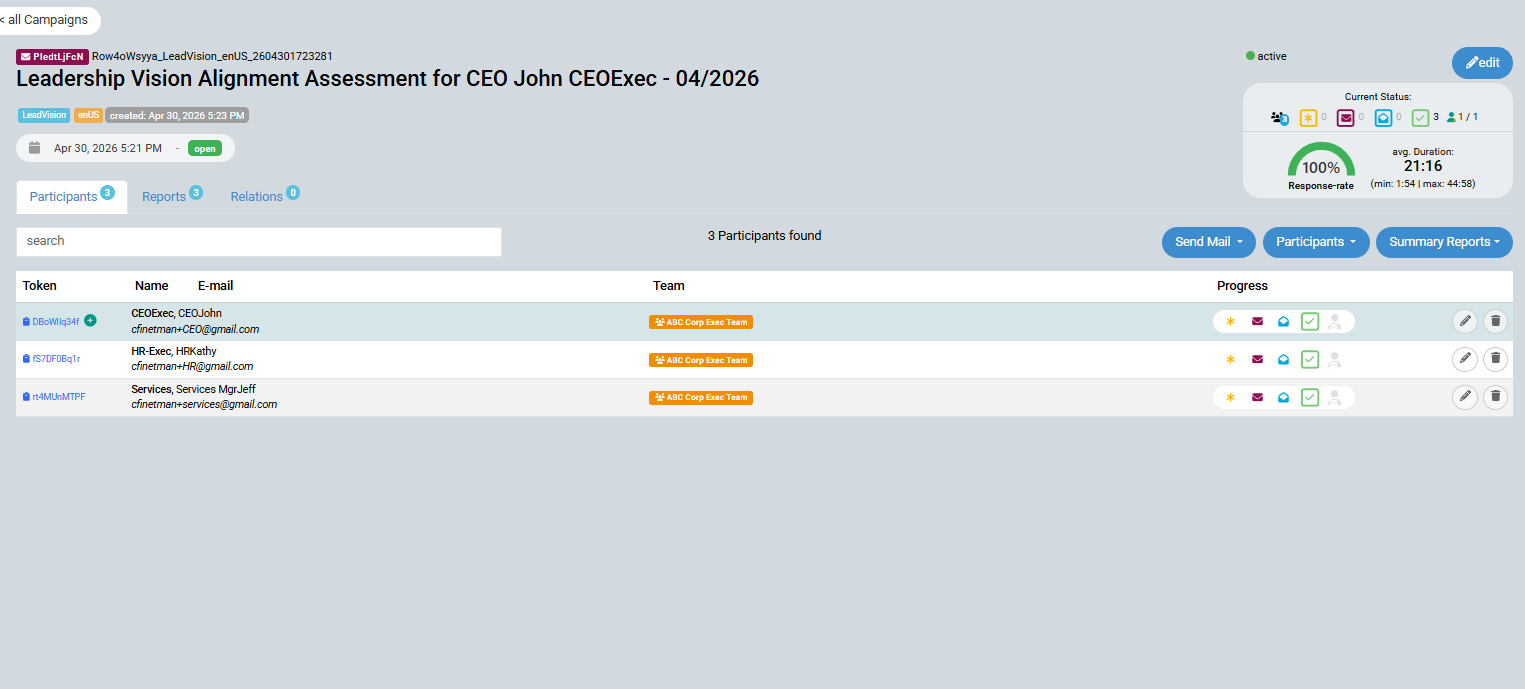 < all Campaigns
PIedtLjFcN Row4oWsyya_LeadVision_enUS_2604301723281
active
edit
Leadership Vision Alignment Assessment for CEO John CEOExec - 04/2026
LeadVision enUS created: Apr 30, 2026 5:23 PM
Current Status:
3 0 0 0 3 1 / 1
Apr 30, 2026 5:21 PM - open
100%
Response-rate
avg. Duration:
21:16
(min: 1:54 | max: 44:58)
Participants 3 Reports 3 Relations 0
search
3 Participants found
Send Mail Participants Summary Reports
Token Name E-mail Team Progress
DBoWIlq34f CEOExec, CEOJohn
cfinetman+CEO@gmail.com
ABC Corp Exec Team
fS7DF0Bq1r HR-Exec, HRKathy
cfinetman+HR@gmail.com
ABC Corp Exec Team
rt4MUnMTPF Services, Services MgrJeff
cfinetman+services@gmail.com
ABC Corp Exec Team